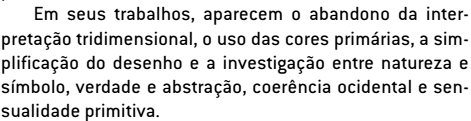 Em seus trabalhos, aparecem o abandono da inter-
pretação tridimensional, o uso das cores primárias, a sim-
plificação do desenho e a investigação entre natureza e
símbolo, verdade e abstração, coerência ocidental e sen-
sualidade primitiva.